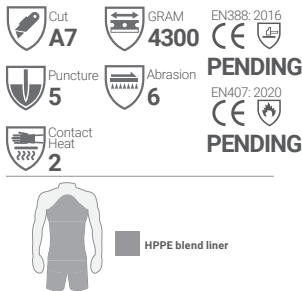 Cut
A7
GRAM
4300
EN388: 2016
CE
PENDING
Puncture
5
Abrasion
6
EN407: 2020
CE
PENDING
Contact
Heat
2
HPPE blend liner